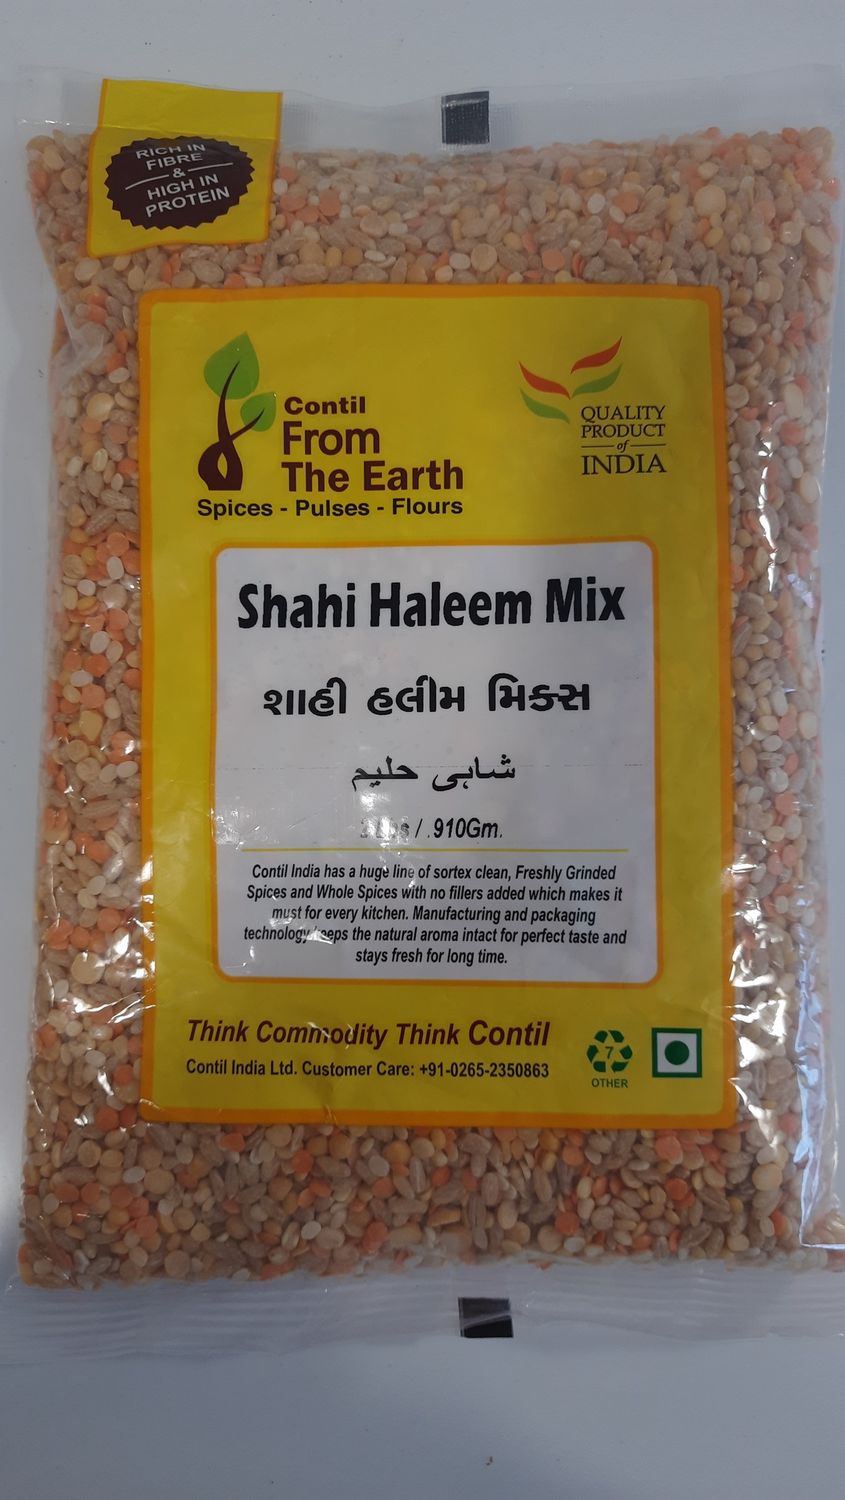 RICH IN
FIBRE
&
HIGH IN
PROTEIN
Contil
From
The Earth
Spices - Pulses - Flours
QUALITY
PRODUCT
of
INDIA
Shahi Haleem Mix
શાહી હલીમ મિક્સ
شاہی حلیم
/ .910Gm.
Contil India has a huge line of sortex clean, Freshly Grinded
Spices and Whole Spices with no fillers added which makes it
must for every kitchen. Manufacturing and packaging
technology keeps the natural aroma intact for perfect taste and
stays fresh for long time.
Think Commodity Think Contil
Contil India Ltd. Customer Care: +91-0265-2350863
7
OTHER